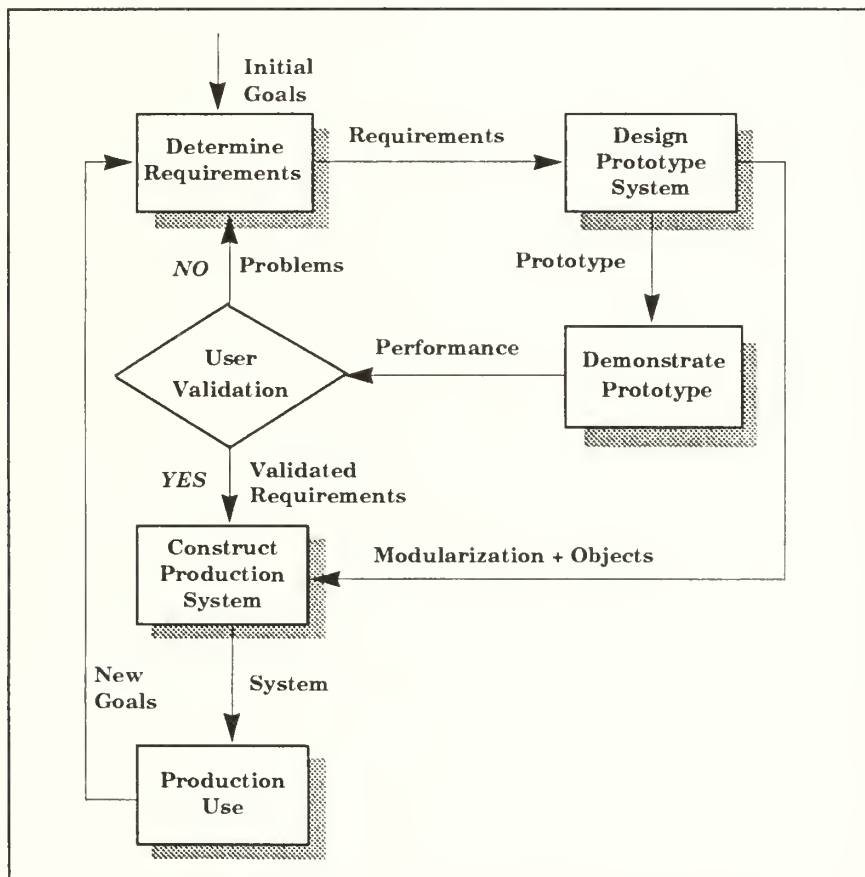 Initial
Goals
Determine
Requirements
Requirements
Design
Prototype
System
NO
Problems
Prototype
User
Validation
Performance
Demonstrate
Prototype
YES
Validated
Requirements
Construct
Production
System
Modularization + Objects
New
Goals
System
Production
Use